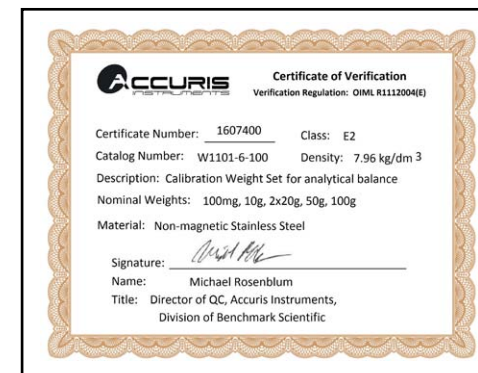 ACCURIS
INSTRUMENTS
Certificate of Verification
Verification Regulation: OIML R1112004(E)
Certificate Number: 1607400 Class: E2
Catalog Number: W1101-6-100 Density: 7.96 kg/dm 3
Description: Calibration Weight Set for analytical balance
Nominal Weights: 100mg, 10g, 2x20g, 50g, 100g
Material: Non-magnetic Stainless Steel
Signature:
Name: Michael Rosenblum
Title: Director of QC, Accuris Instruments,
Division of Benchmark Scientific